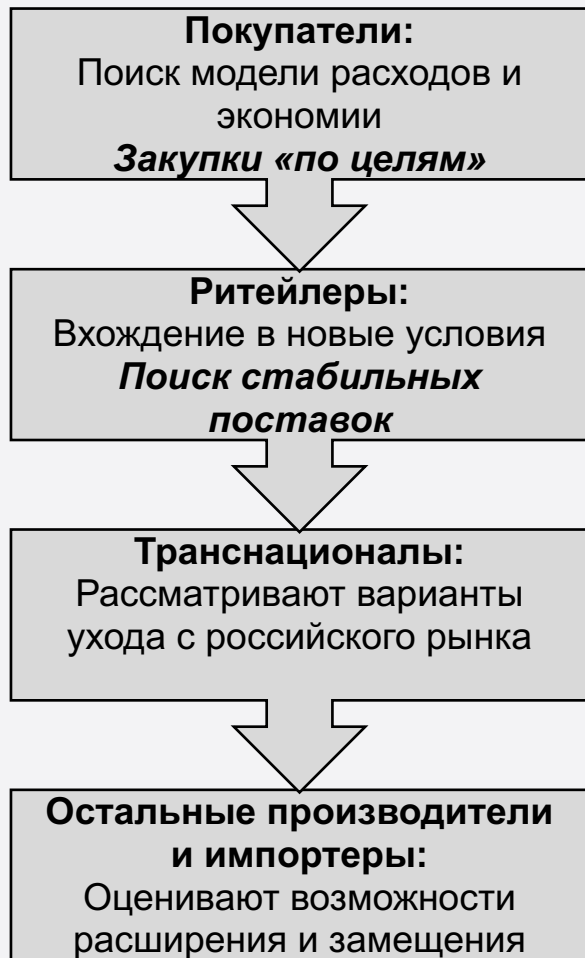 Покупатели:
Поиск модели расходов и
экономии
Закупки «по целям»
Ритейлеры:
Вхождение в новые условия
Поиск стабильных
поставок
Транснационалы:
Рассматривают варианты
ухода с российского рынка
Остальные производители
и импортеры:
Оценивают возможности
расширения и замещения